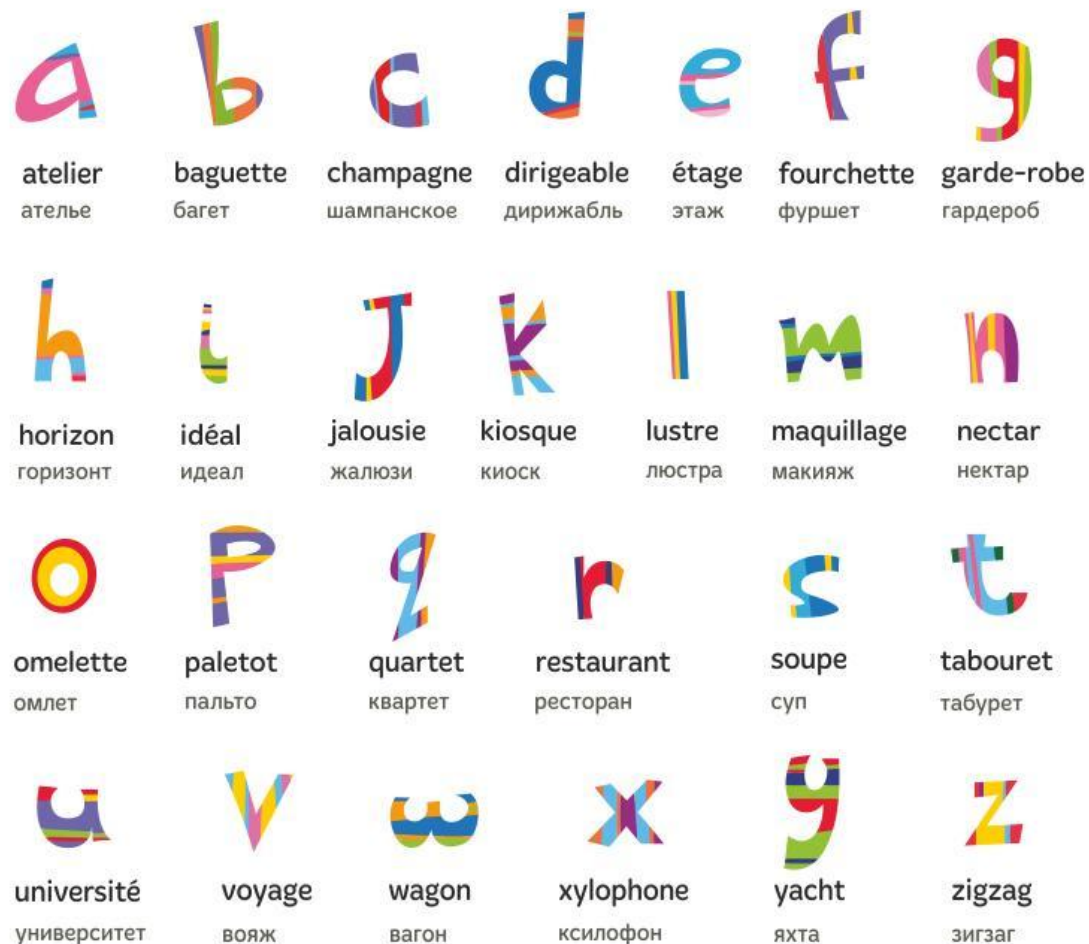 a b c d e f g
atelier baguette champagne dirigeable étage fourchette garde-robe
ателье багет шампанское дирижабль этаж фуршет гардероб
h i J k l m n
horizon idéal jalousie kiosque lustre maquillage nectar
горизонт идеал жалюзи киоск люстра макияж нектар
o P q r s t
omelette paletot quartet restaurant soupe tabouret
омлет пальто квартет ресторан суп табурет
u v w x y z
université voyage wagon xylophone yacht zigzag
университет вояж вагон ксилофон яхта зигзаг